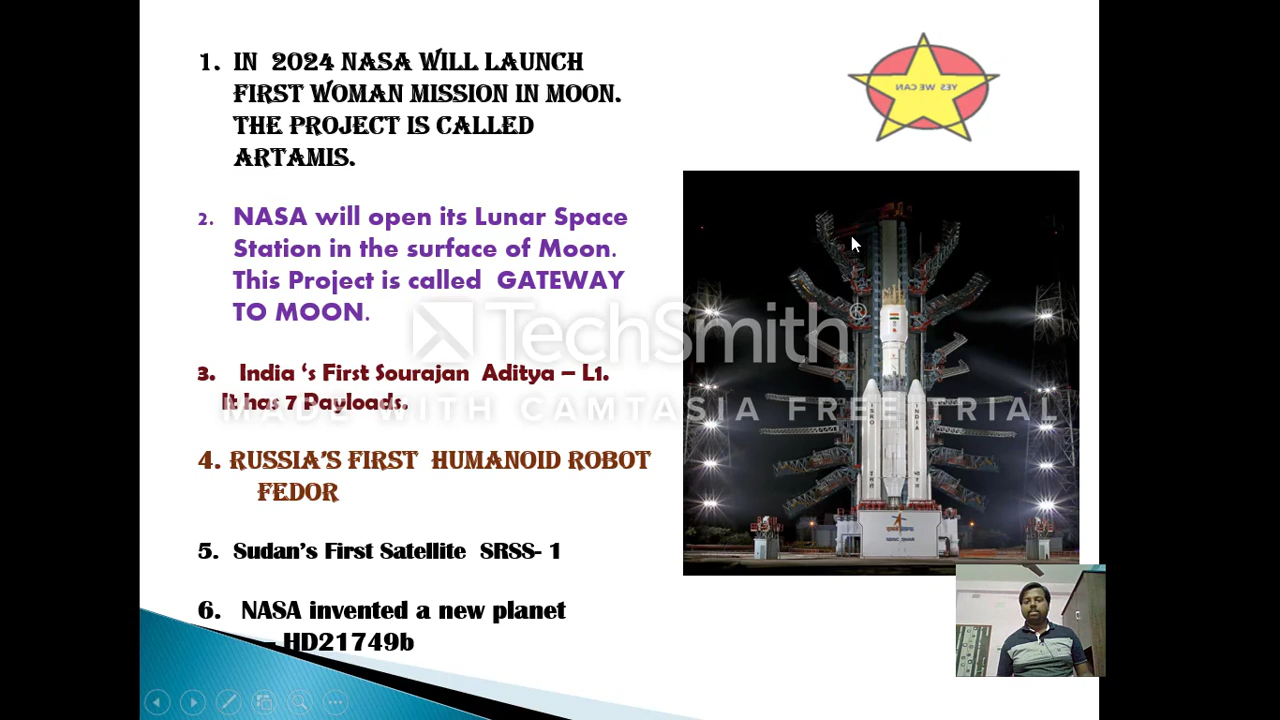 1. IN 2024 NASA WILL LAUNCH
FIRST WOMAN MISSION IN MOON.
THE PROJECT IS CALLED
ARTAMIS.
2. NASA will open its Lunar Space
Station in the surface of Moon.
This Project is called GATEWAY
TO MOON.
3. India ‘s First Sourajan Aditya – L1.
It has 7 Payloads.
4. RUSSIA’S FIRST HUMANOID ROBOT
FEDOR
5. Sudan’s First Satellite SRSS- 1
6. NASA invented a new planet
– HD21749b
YES WE CAN
TechSmith®
MADE WITH CAMTASIA FREE TRIAL
ISRO
INDIA